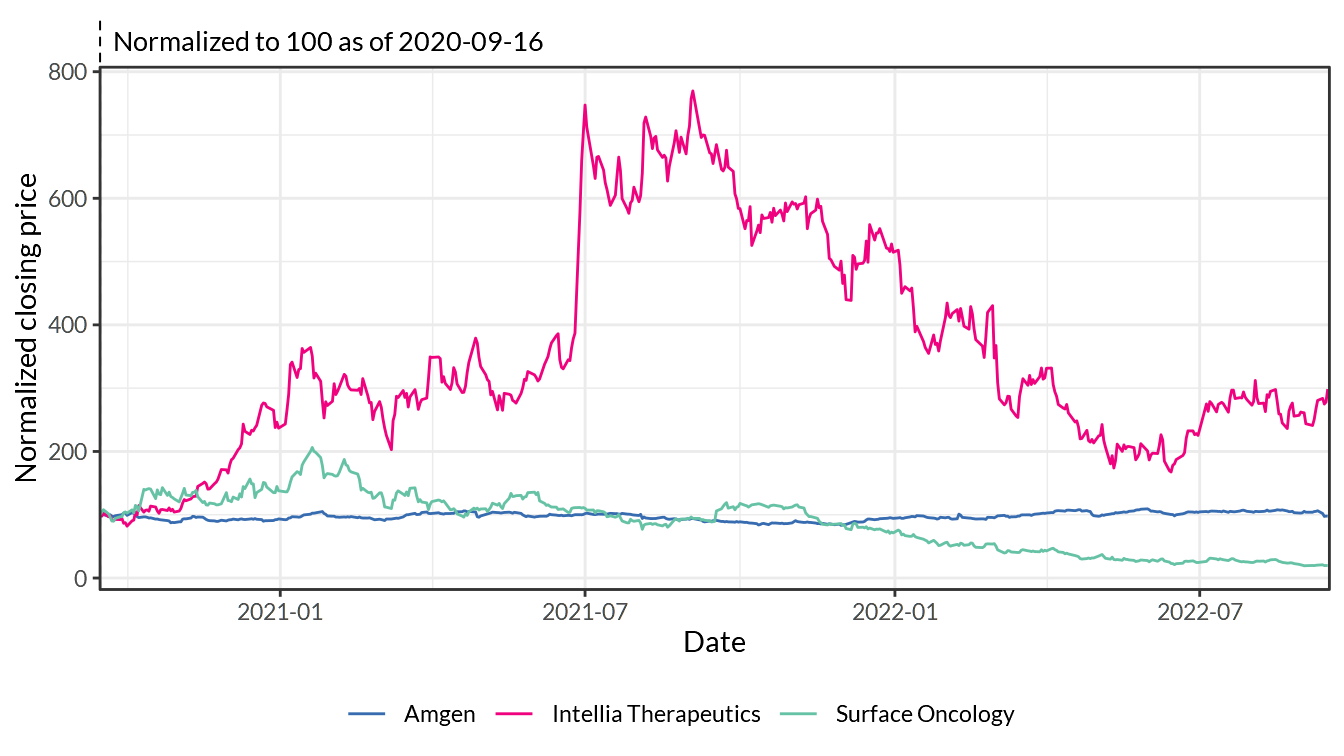 Normalized to 100 as of 2020-09-16
Normalized closing price
800
600
400
200
0
2021-01 2021-07 2022-01 2022-07
Date
Amgen Intellia Therapeutics Surface Oncology